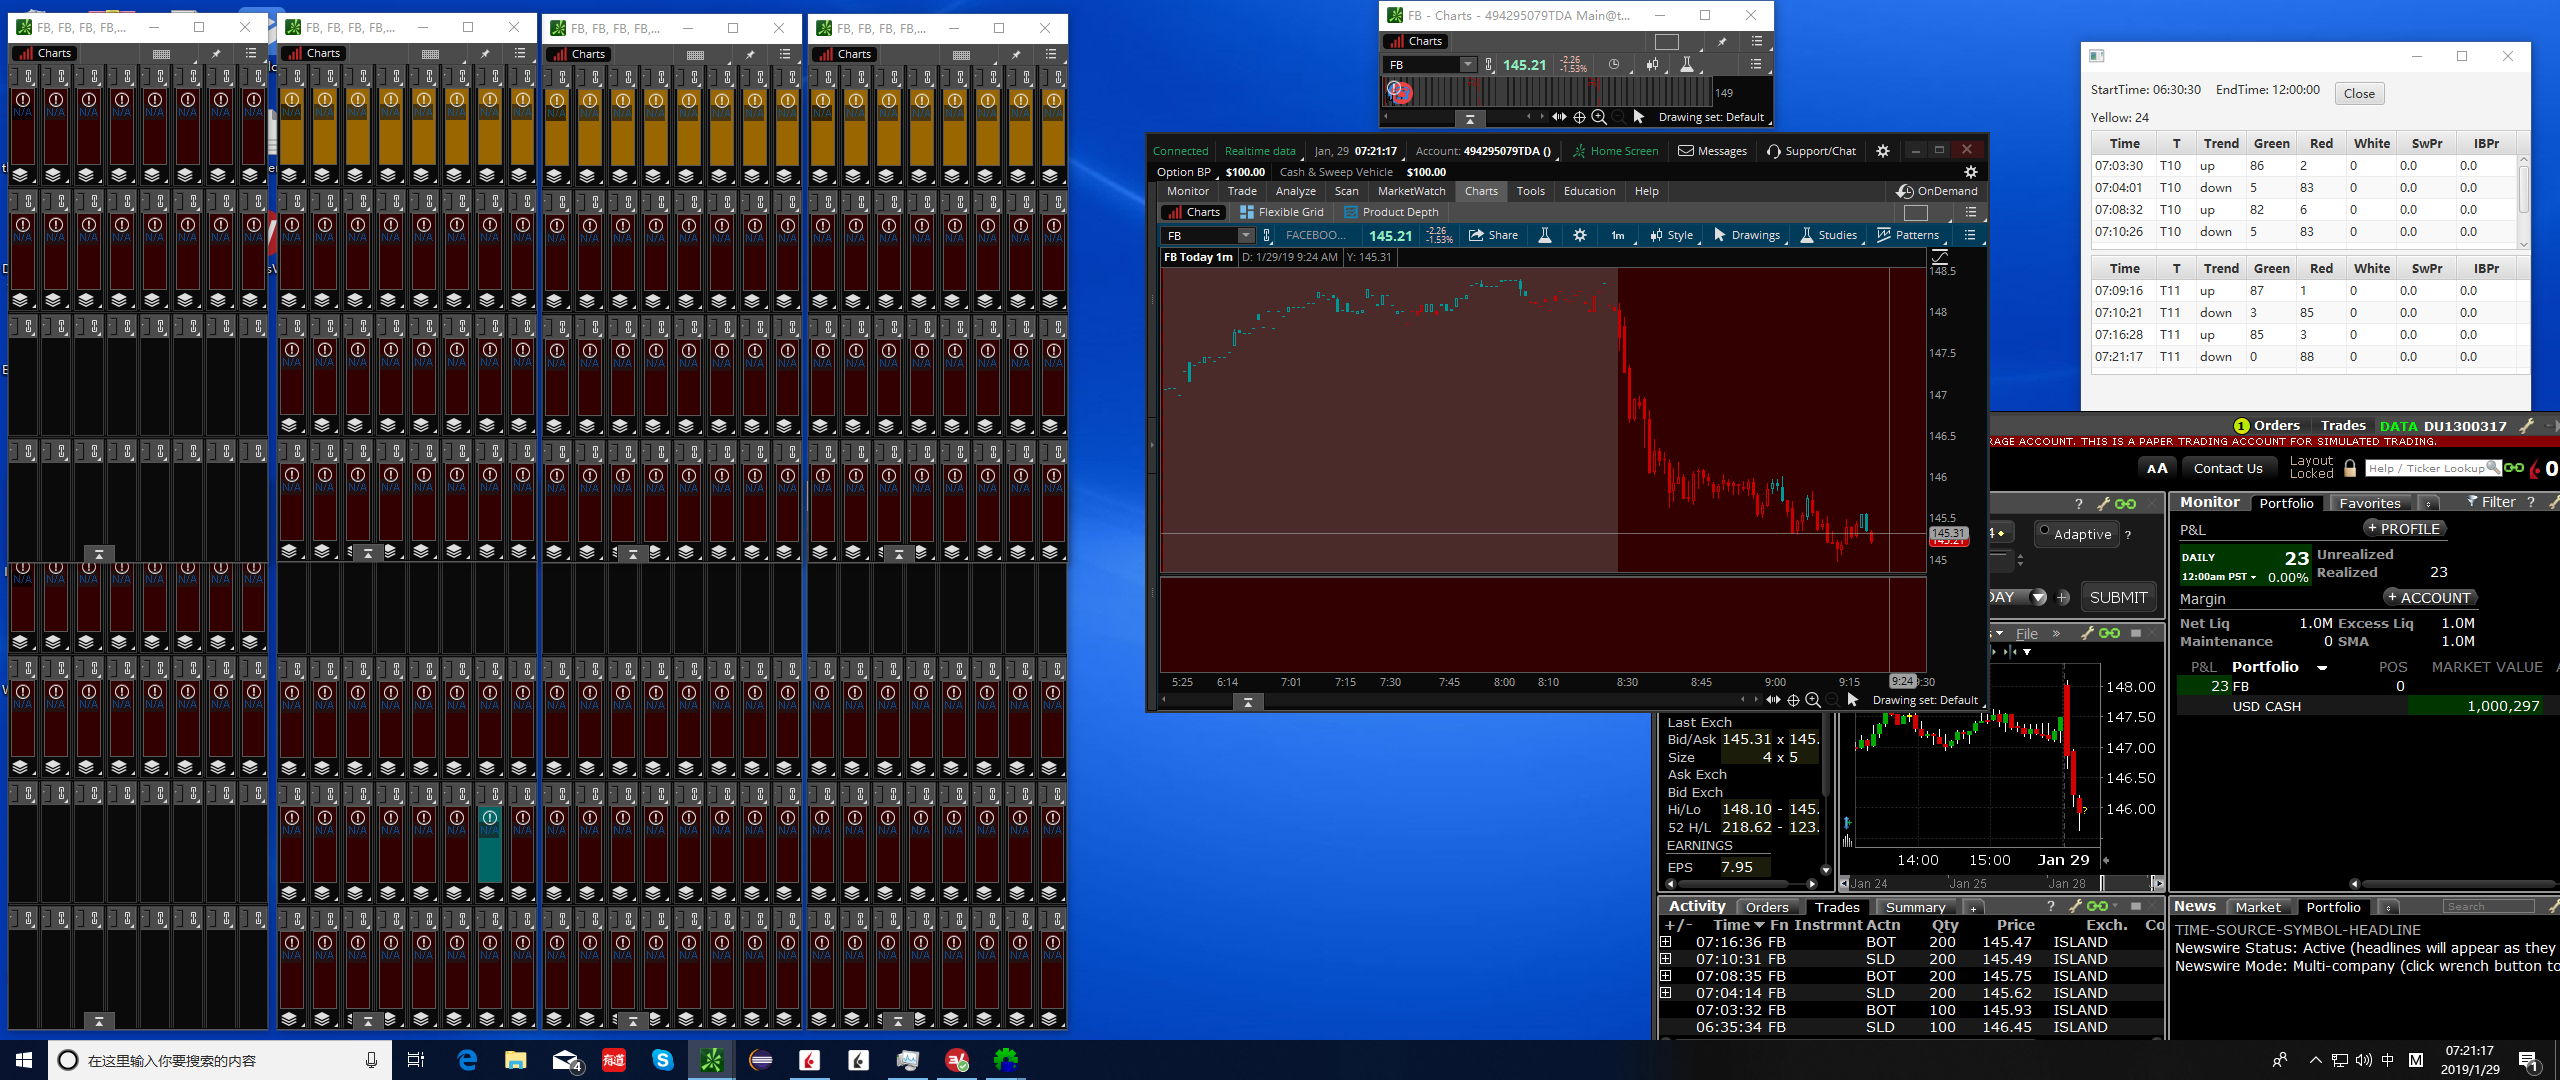 FB, FB, FB, FB,...
Charts
FB, FB, FB, FB,...
Charts
FB, FB, FB, FB,...
Charts
FB, FB, FB, FB,...
Charts
N/A
FB - Charts - 494295079TDA Main@t...
Charts
FB 145.21 -2.26 -1.53%
149
Drawing set: Default
Connected Realtime data Jan, 29 07:21:17 Account: 494295079TDA () Home Screen Messages Support/Chat
Option BP $100.00 Cash & Sweep Vehicle $100.00
Monitor Trade Analyze Scan MarketWatch Charts Tools Education Help OnDemand
Charts Flexible Grid Product Depth
FB FACEBOO... 145.21 -2.26 -1.53% Share 1m Style Drawings Studies Patterns
FB Today 1m D: 1/29/19 9:24 AM Y: 145.31
148.5
148
147.5
147
146.5
146
145.5
145.31
145.21
145
5:25 6:14 7:01 7:15 7:30 7:45 8:00 8:10 8:30 8:45 9:00 9:15 9:24 9:30
Drawing set: Default
StartTime: 06:30:30 EndTime: 12:00:00 Close
Yellow: 24
Time T Trend Green Red White SwPr IBPr
07:03:30 T10 up 86 2 0 0.0 0.0
07:04:01 T10 down 5 83 0 0.0 0.0
07:08:32 T10 up 82 6 0 0.0 0.0
07:10:26 T10 down 5 83 0 0.0 0.0
Time T Trend Green Red White SwPr IBPr
07:09:16 T11 up 87 1 0 0.0 0.0
07:10:21 T11 down 3 85 0 0.0 0.0
07:16:28 T11 up 85 3 0 0.0 0.0
07:21:17 T11 down 0 88 0 0.0 0.0
1 Orders Trades DATA DU1300317
RAGE ACCOUNT. THIS IS A PAPER TRADING ACCOUNT FOR SIMULATED TRADING.
AA Contact Us Layout Locked Help / Ticker Lookup 0
Adaptive ?
DAY + SUBMIT
File »
Monitor Portfolio Favorites Filter ?
P&L + PROFILE
DAILY 23 Unrealized
12:00am PST 0.00% Realized 23
Margin + ACCOUNT
Net Liq 1.0M Excess Liq 1.0M
Maintenance 0 SMA 1.0M
P&L Portfolio POS MARKET VALUE
23 FB 0
USD CASH 1,000,297
Last Exch
Bid/Ask 145.31 x 145.
Size 4 x 5
Ask Exch
Bid Exch
Hi/Lo 148.10 - 145.
52 H/L 218.62 - 123.
EARNINGS
EPS 7.95
148.00
147.50
147.00
146.50
146.00
14:00 15:00 Jan 29
Jan 24 Jan 25 Jan 28
Activity Orders Trades Summary + ?
+/- Time Fn Instrmnt Actn Qty Price Exch. Co
07:16:36 FB BOT 200 145.47 ISLAND
07:10:31 FB SLD 200 145.49 ISLAND
07:08:35 FB BOT 200 145.75 ISLAND
07:04:14 FB SLD 200 145.62 ISLAND
07:03:32 FB BOT 100 145.93 ISLAND
06:35:34 FB SLD 100 146.45 ISLAND
News Market Portfolio Search
TIME-SOURCE-SYMBOL-HEADLINE
Newswire Status: Active (headlines will appear as they
Newswire Mode: Multi-company (click wrench button to
在这里输入你要搜索的内容
4
有道
中 M
07:21:17
2019/1/29
1